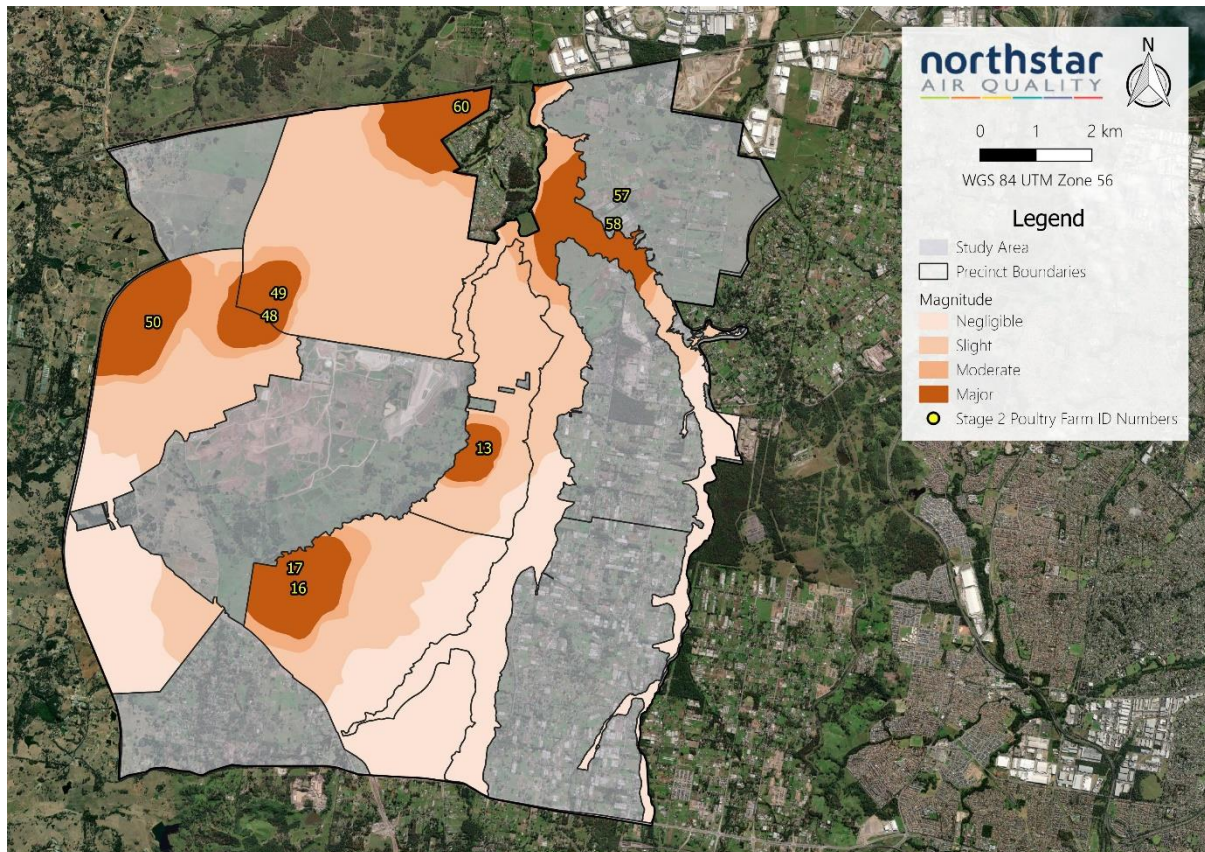 northstar
AIR QUALITY
N
0 1 2 km
WGS 84 UTM Zone 56
Legend
Study Area
Precinct Boundaries
Magnitude
Negligible
Slight
Moderate
Major
Stage 2 Poultry Farm ID Numbers
60
57
58
49
48
50
13
17
16